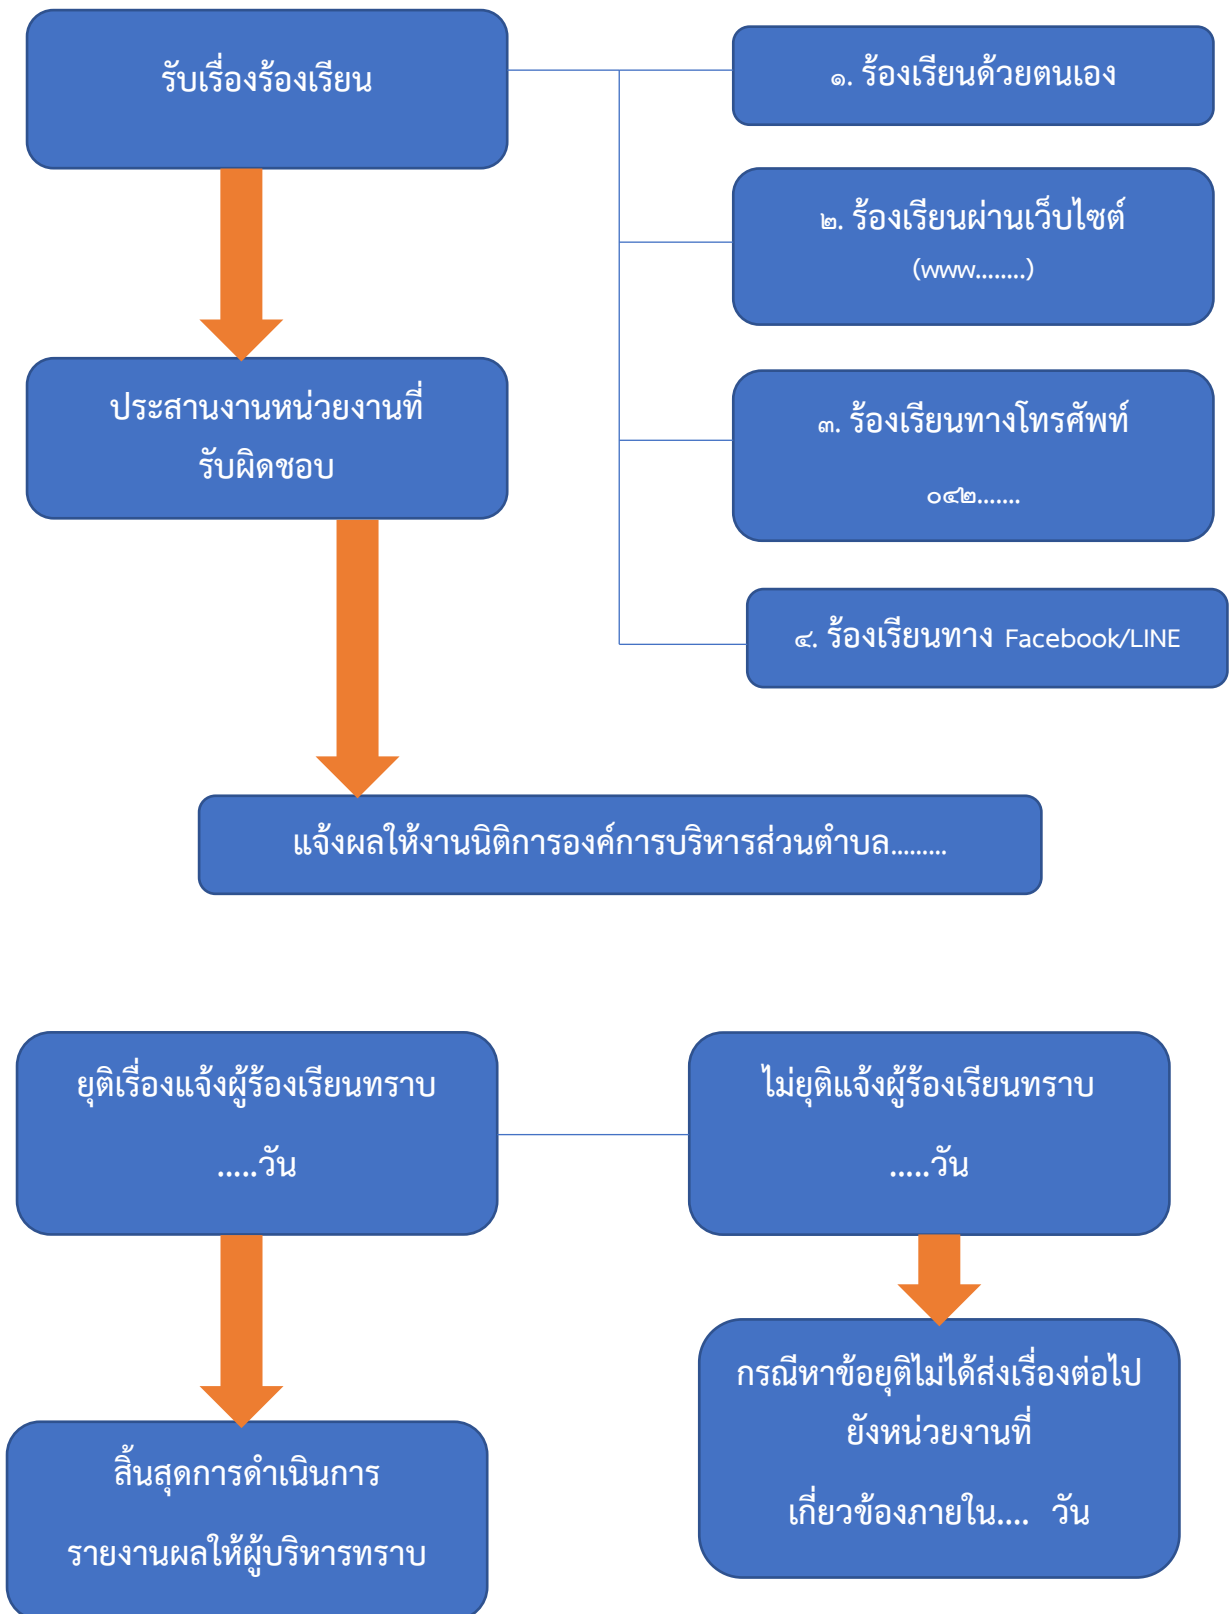 รับเรื่องร้องเรียน
๑. ร้องเรียนด้วยตนเอง
๒. ร้องเรียนผ่านเว็บไซต์
(www........)
ประสานงานหน่วยงานที่
รับผิดชอบ
๓. ร้องเรียนทางโทรศัพท์
๐๔๒.......
๔. ร้องเรียนทาง Facebook/LINE
แจ้งผลให้งานนิติการองค์การบริหารส่วนตำบล.........
ยุติเรื่องแจ้งผู้ร้องเรียนทราบ
.....วัน
ไม่ยุติแจ้งผู้ร้องเรียนทราบ
.....วัน
กรณีหาข้อยุติไม่ได้ส่งเรื่องต่อไป
ยังหน่วยงานที่
เกี่ยวข้องภายใน.... วัน
สิ้นสุดการดำเนินการ
รายงานผลให้ผู้บริหารทราบ